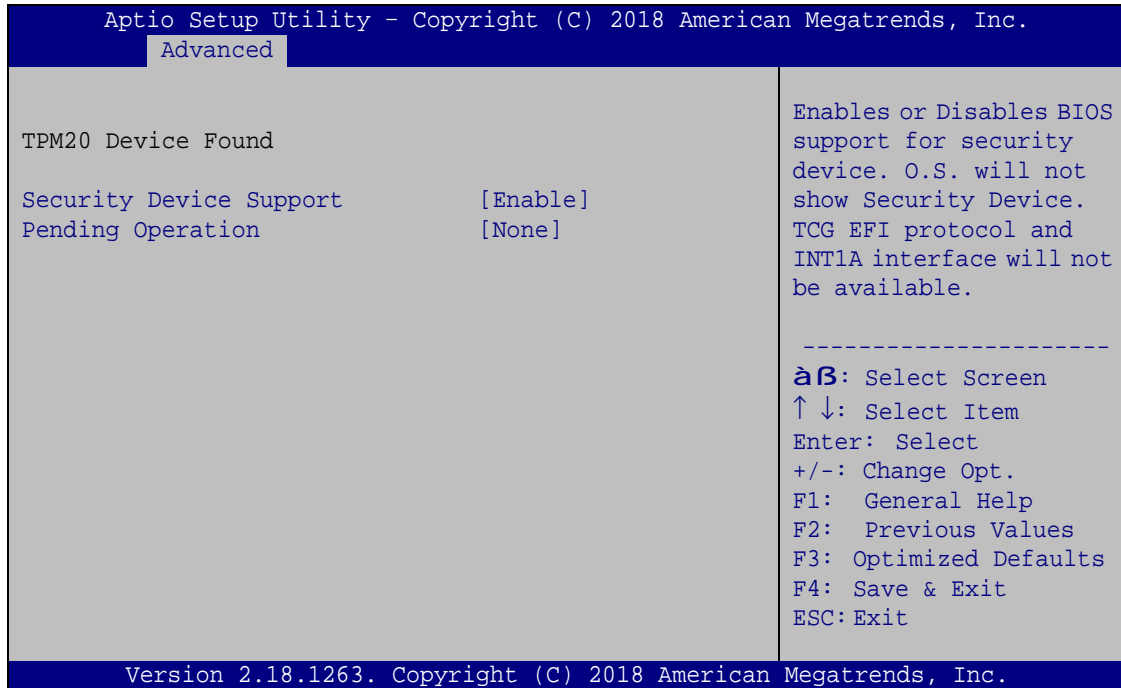 Aptio Setup Utility – Copyright (C) 2018 American Megatrends, Inc.
Advanced
TPM20 Device Found
Security Device Support [Enable]
Pending Operation [None]
Enables or Disables BIOS
support for security
device. O.S. will not
show Security Device.
TCG EFI protocol and
INT1A interface will not
be available.
----------------------
àß: Select Screen
↑ ↓: Select Item
Enter: Select
+/-: Change Opt.
F1: General Help
F2: Previous Values
F3: Optimized Defaults
F4: Save & Exit
ESC: Exit
Version 2.18.1263. Copyright (C) 2018 American Megatrends, Inc.